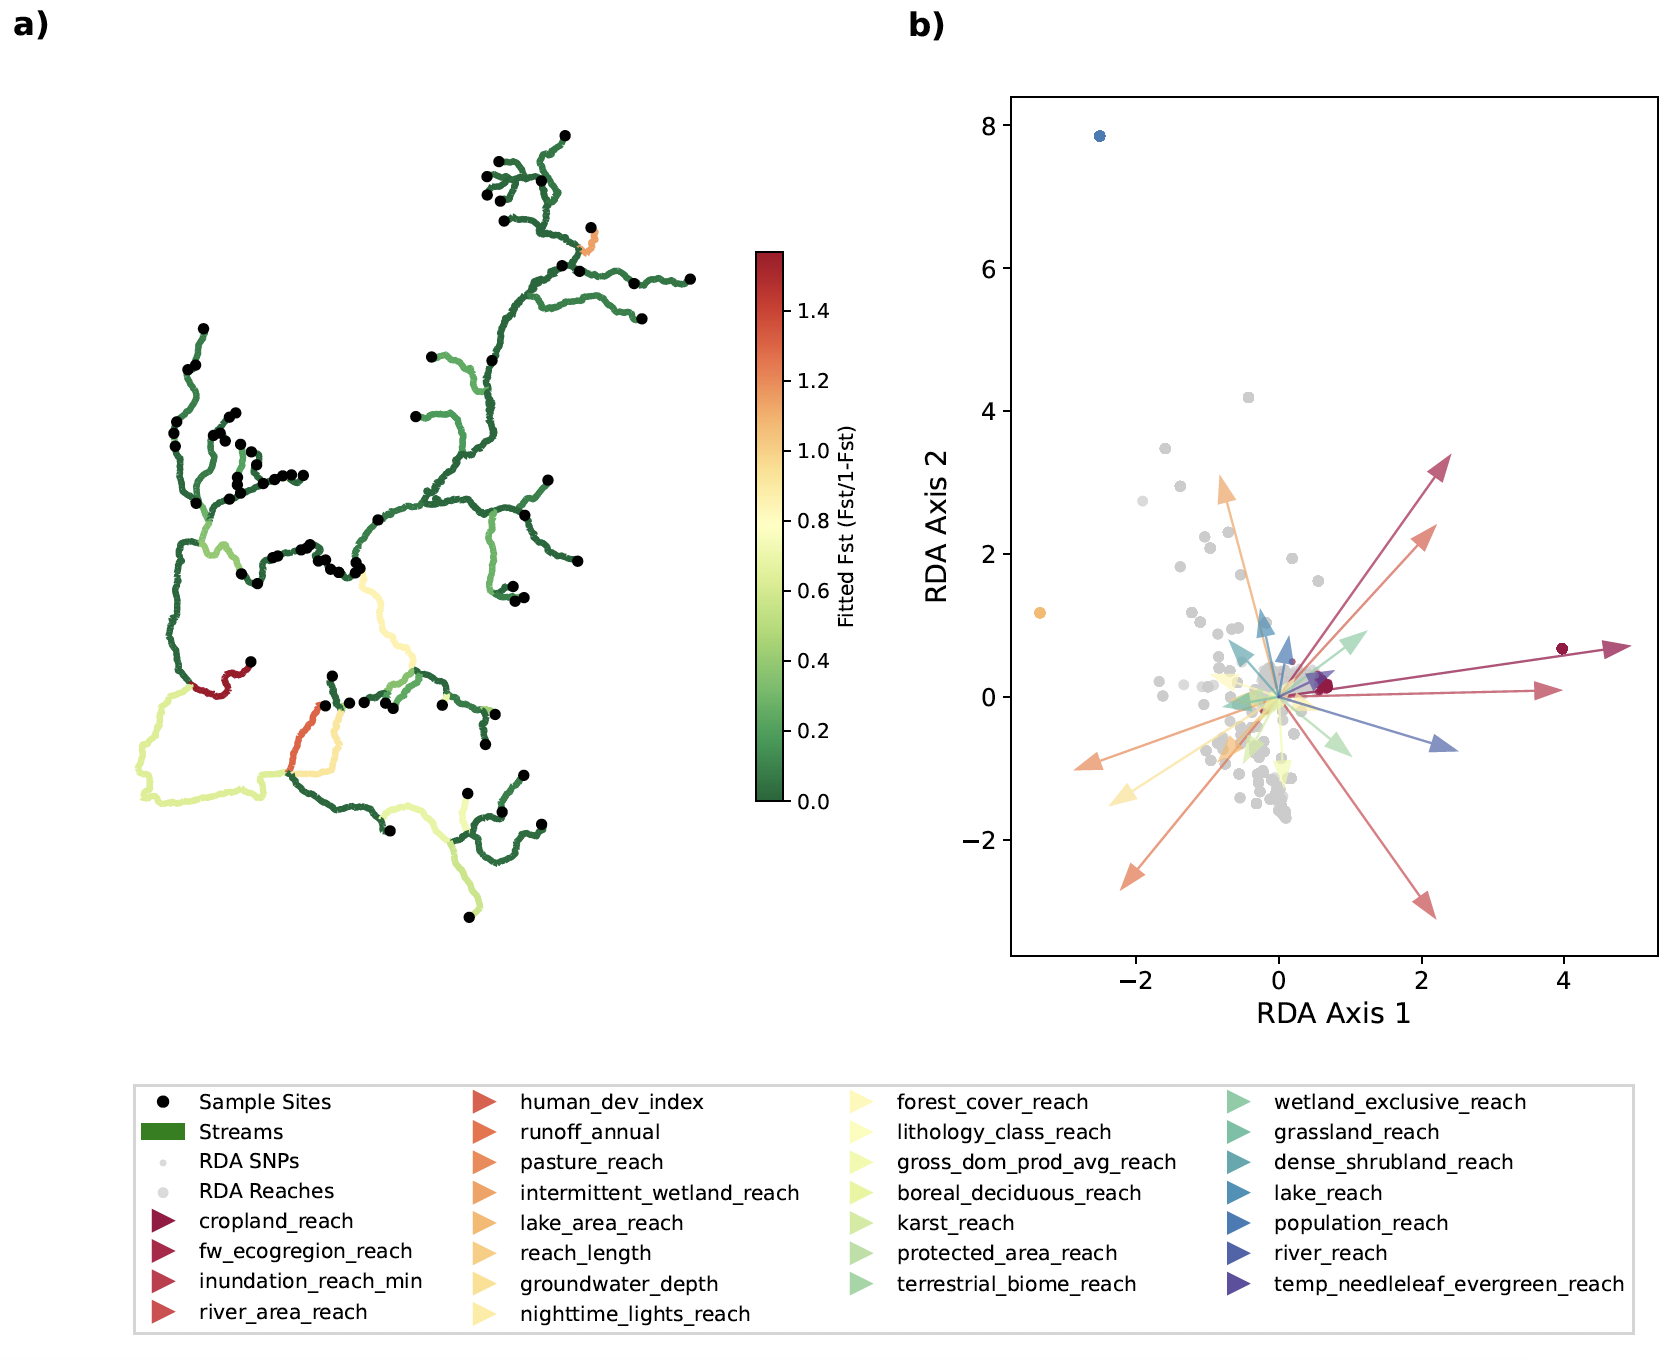 a)
1.4
1.2
1.0
0.8
0.6
0.4
0.2
0.0
Fitted Fst (Fst/1-Fst)
b)
8
6
4
2
0
−2
RDA Axis 2
−2
0
2
4
RDA Axis 1
Sample Sites
Streams
RDA SNPs
RDA Reaches
cropland_reach
fw_ecogregion_reach
inundation_reach_min
river_area_reach
human_dev_index
runoff_annual
pasture_reach
intermittent_wetland_reach
lake_area_reach
reach_length
groundwater_depth
nighttime_lights_reach
forest_cover_reach
lithology_class_reach
gross_dom_prod_avg_reach
boreal_deciduous_reach
karst_reach
protected_area_reach
terrestrial_biome_reach
wetland_exclusive_reach
grassland_reach
dense_shrubland_reach
lake_reach
population_reach
river_reach
temp_needleleaf_evergreen_reach